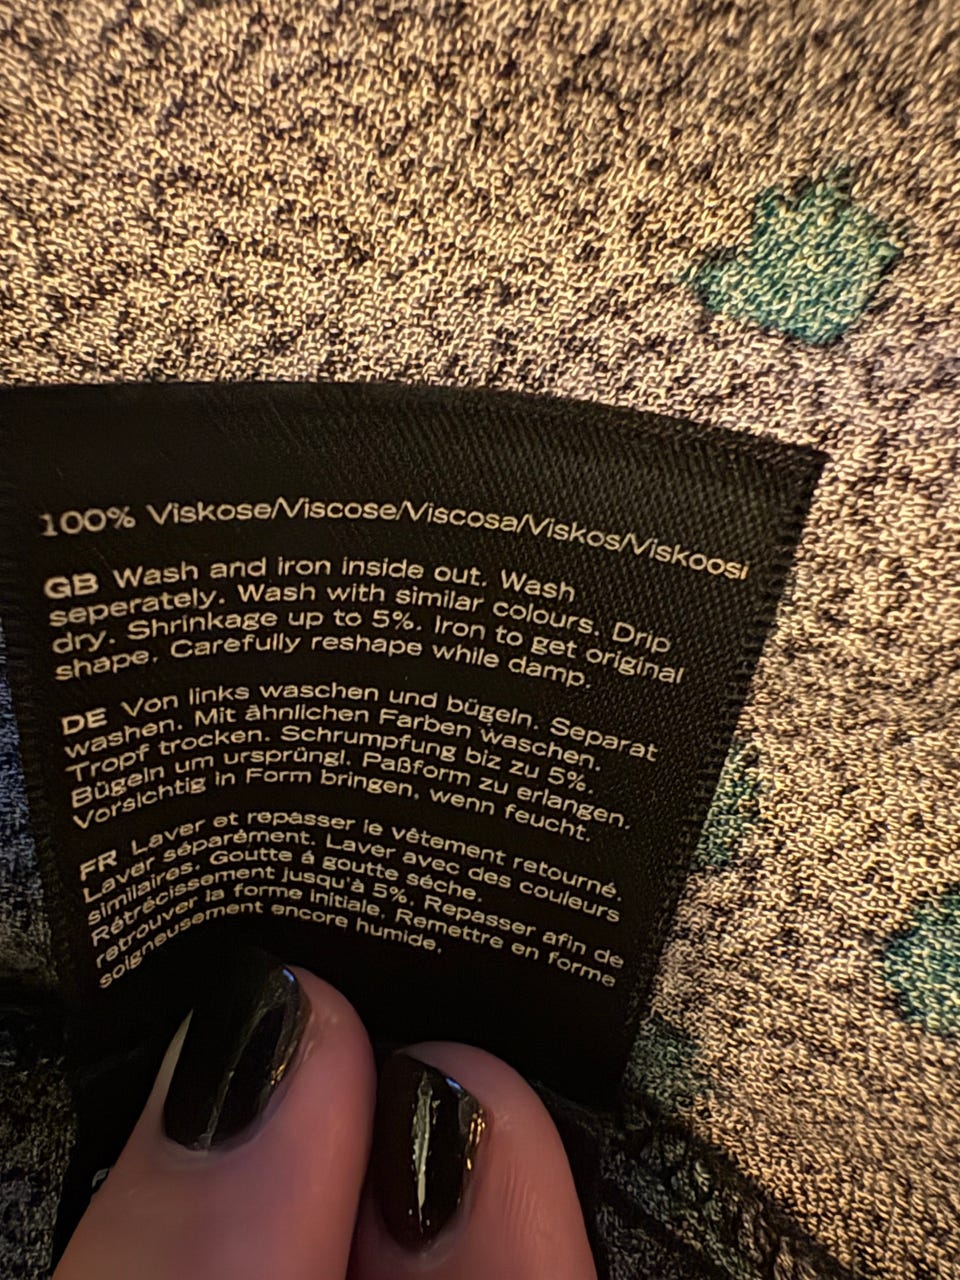 100% Viskose/Viscose/Viscosa/Viskos/Viskoosi
GB Wash and iron inside out. Wash
seperately. Wash with similar colours. Drip
dry. Shrinkage up to 5%. Iron to get original
shape. Carefully reshape while damp.
DE Von links waschen und bügeln. Separat
washen. Mit ähnlichen Farben waschen.
Tropf trocken. Schrumpfung biz zu 5%.
Bügeln um ursprüngl. Paßform zu erlangen.
Vorsichtig in Form bringen, wenn feucht.
FR Laver et repasser le vêtement retourné.
Laver séparément. Laver avec des couleurs
similaires. Goutte á goutte séche.
Rétrécissement jusqu'à 5%. Repasser afin de
retrouver la forme initiale. Remettre en forme
soigneusement encore humide.